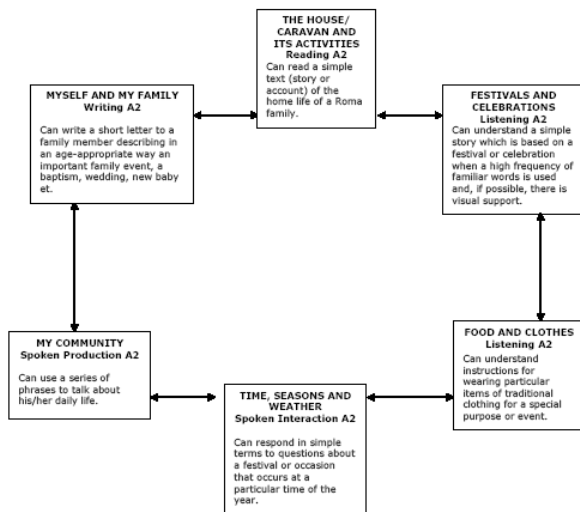 THE HOUSE/
CARAVAN AND
ITS ACTIVITIES
Reading A2
Can read a simple
text (story or
account) of the
home life of a Roma
family.
MYSELF AND MY FAMILY
Writing A2
Can write a short letter to a
family member describing in
an age-appropriate way an
important family event, a
baptism, wedding, new baby
et.
FESTIVALS AND
CELEBRATIONS
Listening A2
Can understand a simple
story which is based on a
festival or celebration
when a high frequency of
familiar words is used
and, if possible, there is
visual support.
MY COMMUNITY
Spoken Production A2
Can use a series of
phrases to talk about
his/her daily life.
TIME, SEASONS AND
WEATHER
Spoken Interaction A2
Can respond in simple
terms to questions about
a festival or occasion
that occurs at a
particular time of the
year.
FOOD AND CLOTHES
Listening A2
Can understand
instructions for
wearing particular
items of traditional
clothing for a special
purpose or event.